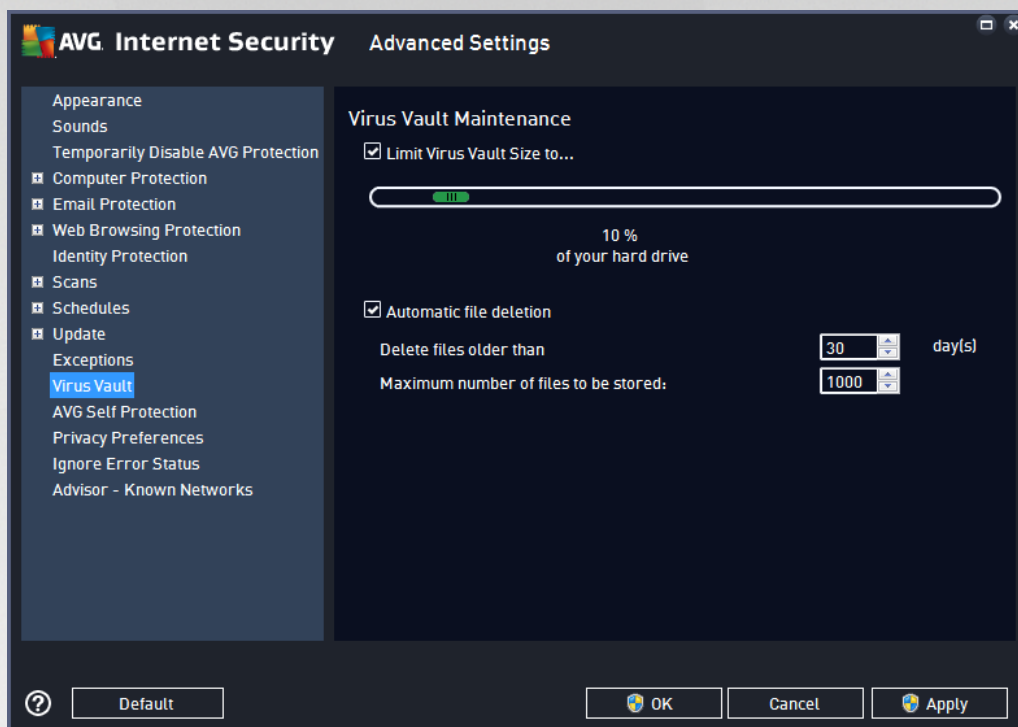 AVG. Internet Security Advanced Settings
Appearance
Sounds
Temporarily Disable AVG Protection
Computer Protection
Email Protection
Web Browsing Protection
Identity Protection
Scans
Schedules
Update
Exceptions
Virus Vault
AVG Self Protection
Privacy Preferences
Ignore Error Status
Advisor - Known Networks
Virus Vault Maintenance
Limit Virus Vault Size to...
10 %
of your hard drive
Automatic file deletion
Delete files older than 30 day(s)
Maximum number of files to be stored: 1000
? Default OK Cancel Apply